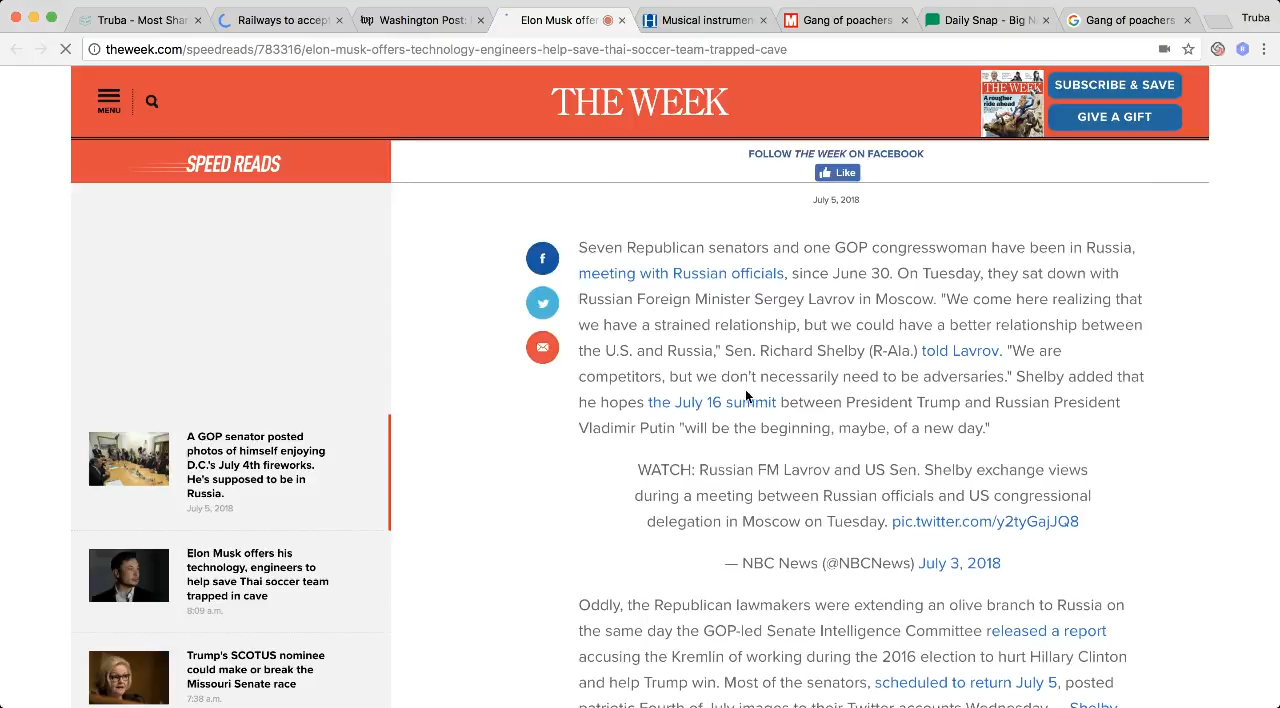 Truba - Most Shar
Railways to accep
Washington Post:
Elon Musk offer
Musical instrumen
Gang of poachers
Daily Snap - Big N
Gang of poachers
Truba
theweek.com/speedreads/783316/elon-musk-offers-technology-engineers-help-save-thai-soccer-team-trapped-cave
MENU
THE WEEK
THE WEEK
A rougher
ride ahead
SUBSCRIBE & SAVE
GIVE A GIFT
SPEED READS
FOLLOW THE WEEK ON FACEBOOK
Like
July 5, 2018
Seven Republican senators and one GOP congresswoman have been in Russia,
meeting with Russian officials, since June 30. On Tuesday, they sat down with
Russian Foreign Minister Sergey Lavrov in Moscow. "We come here realizing that
we have a strained relationship, but we could have a better relationship between
the U.S. and Russia," Sen. Richard Shelby (R-Ala.) told Lavrov. "We are
competitors, but we don't necessarily need to be adversaries." Shelby added that
he hopes the July 16 summit between President Trump and Russian President
Vladimir Putin "will be the beginning, maybe, of a new day."
WATCH: Russian FM Lavrov and US Sen. Shelby exchange views
during a meeting between Russian officials and US congressional
delegation in Moscow on Tuesday. pic.twitter.com/y2tyGajJQ8
— NBC News (@NBCNews) July 3, 2018
Oddly, the Republican lawmakers were extending an olive branch to Russia on
the same day the GOP-led Senate Intelligence Committee released a report
accusing the Kremlin of working during the 2016 election to hurt Hillary Clinton
and help Trump win. Most of the senators, scheduled to return July 5, posted
patriotic Fourth of July images to their Twitter accounts Wednesday — Shelby
A GOP senator posted
photos of himself enjoying
D.C.'s July 4th fireworks.
He's supposed to be in
Russia.
July 5, 2018
Elon Musk offers his
technology, engineers to
help save Thai soccer team
trapped in cave
8:09 a.m.
Trump's SCOTUS nominee
could make or break the
Missouri Senate race
7:38 a.m.